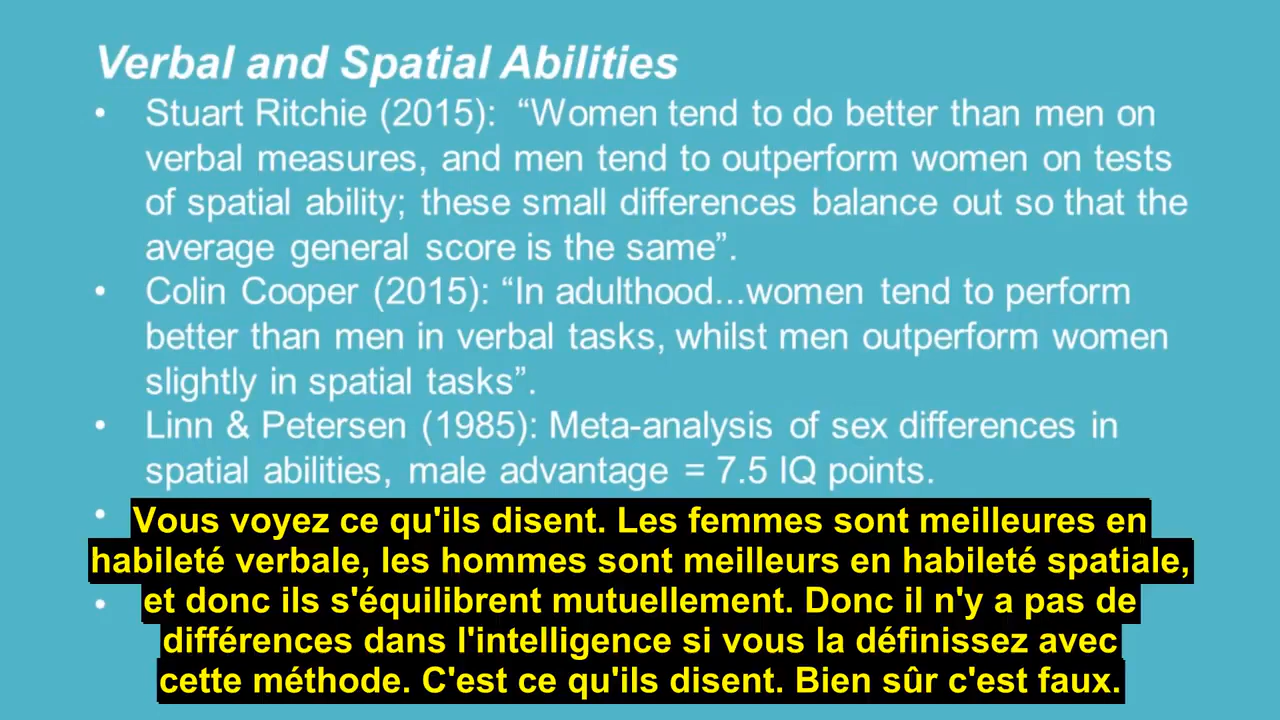 Verbal and Spatial Abilities
• Stuart Ritchie (2015): “Women tend to do better than men on
verbal measures, and men tend to outperform women on tests
of spatial ability; these small differences balance out so that the
average general score is the same”.
• Colin Cooper (2015): “In adulthood...women tend to perform
better than men in verbal tasks, whilst men outperform women
slightly in spatial tasks”.
• Linn & Petersen (1985): Meta-analysis of sex differences in
spatial abilities, male advantage = 7.5 IQ points.
Vous voyez ce qu'ils disent. Les femmes sont meilleures en
habileté verbale, les hommes sont meilleurs en habileté spatiale,
et donc ils s'équilibrent mutuellement. Donc il n'y a pas de
différences dans l'intelligence si vous la définissez avec
cette méthode. C'est ce qu'ils disent. Bien sûr c'est faux.